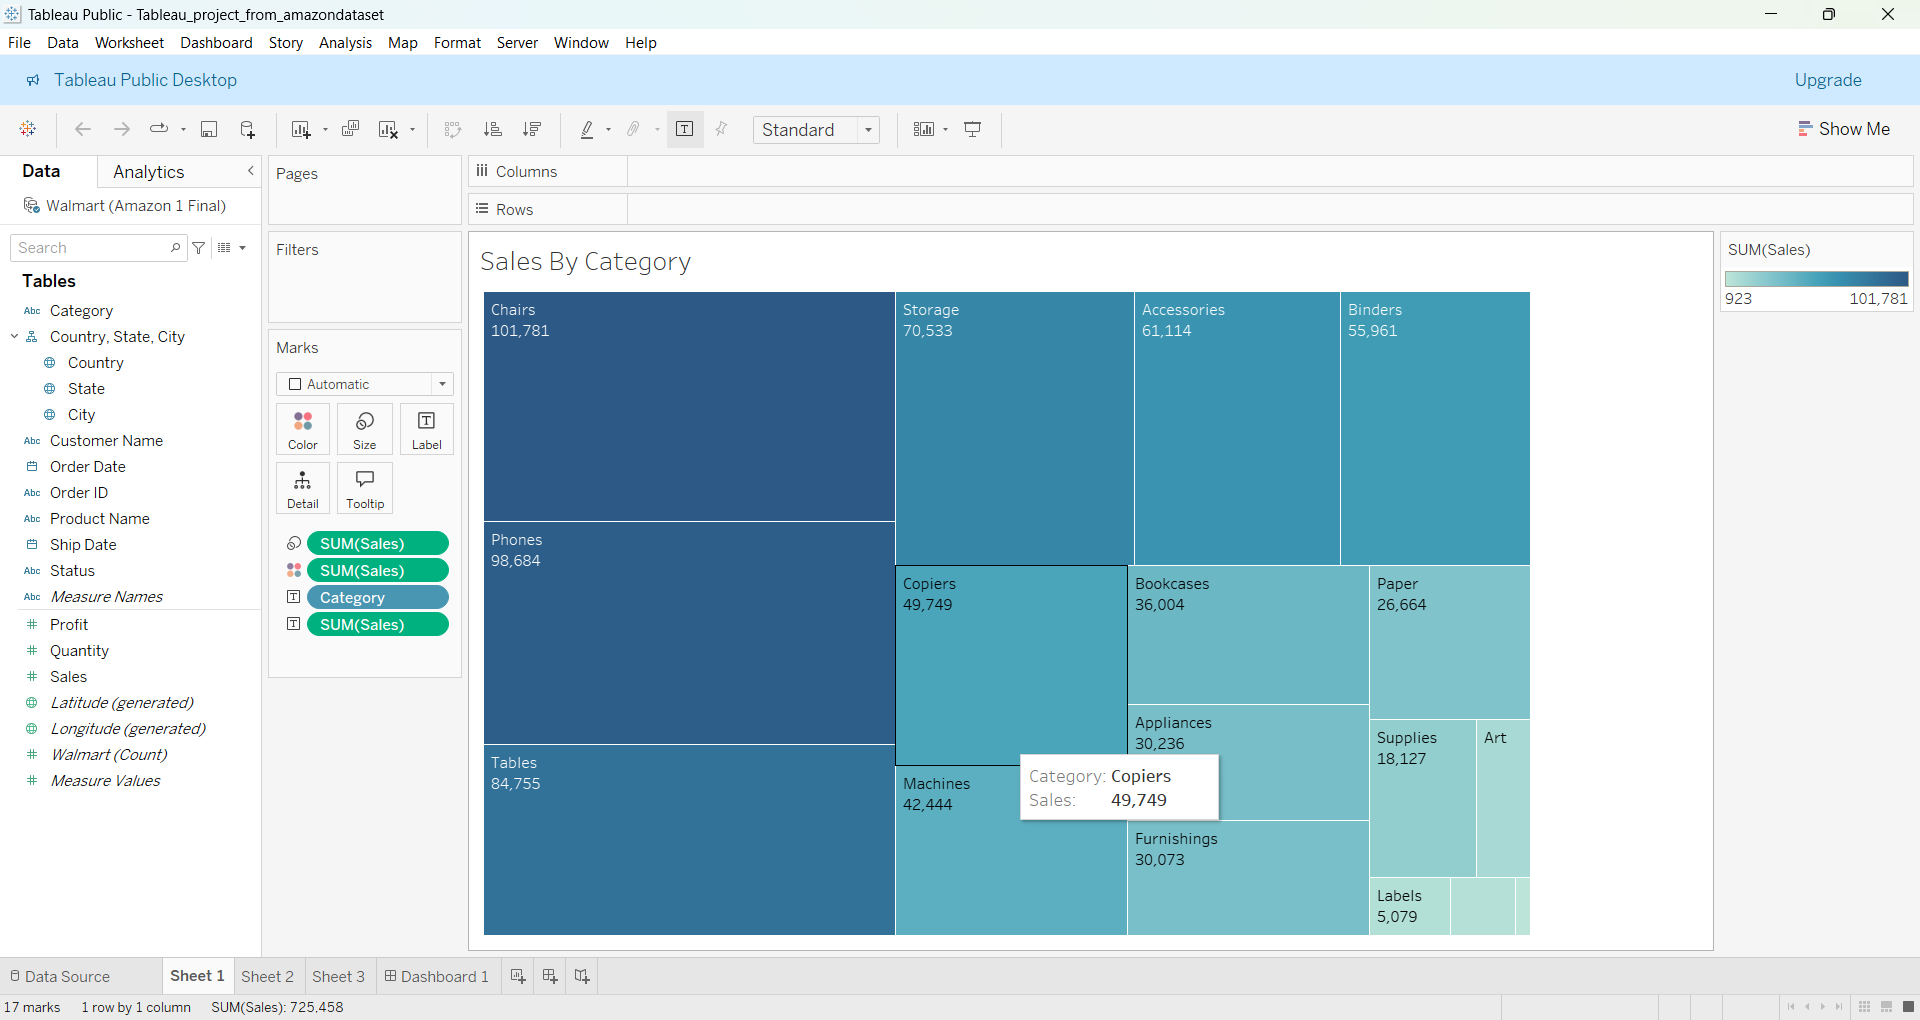 Tableau Public - Tableau_project_from_amazondataset
File Data Worksheet Dashboard Story Analysis Map Format Server Window Help
Tableau Public Desktop
Upgrade
Standard
Show Me
Data
Analytics
Walmart (Amazon 1 Final)
Search
Tables
Abc Category
Country, State, City
Country
State
City
Abc Customer Name
Order Date
Abc Order ID
Abc Product Name
Ship Date
Abc Status
Abc Measure Names
# Profit
# Quantity
# Sales
Latitude (generated)
Longitude (generated)
# Walmart (Count)
# Measure Values
Pages
Filters
Marks
Automatic
Color
Size
T
Label
Detail
Tooltip
SUM(Sales)
SUM(Sales)
T Category
T SUM(Sales)
Columns
Rows
Sales By Category
Chairs
101,781
Phones
98,684
Tables
84,755
Storage
70,533
Accessories
61,114
Binders
55,961
Copiers
49,749
Machines
42,444
Bookcases
36,004
Appliances
30,236
Furnishings
30,073
Paper
26,664
Supplies
18,127
Art
Labels
5,079
Category: Copiers
Sales: 49,749
SUM(Sales)
923
101,781
Data Source
Sheet 1
Sheet 2
Sheet 3
Dashboard 1
17 marks
1 row by 1 column
SUM(Sales): 725,458